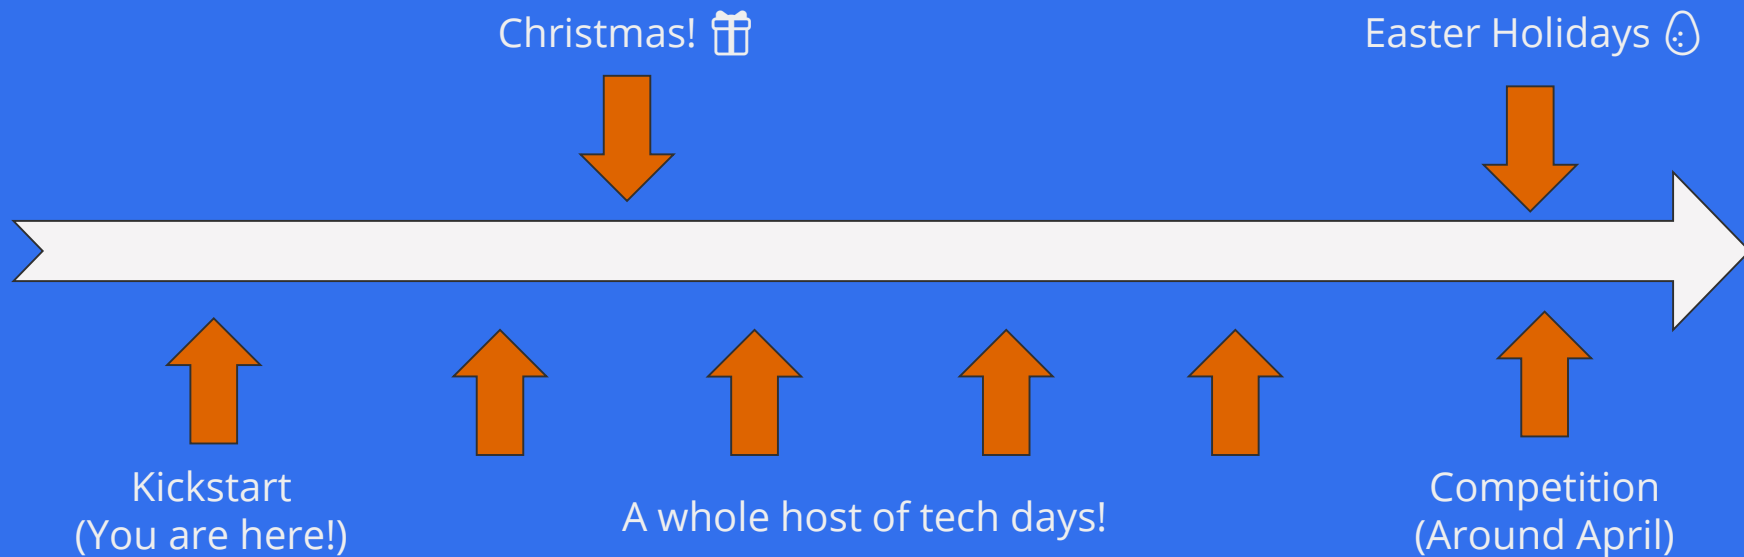 Christmas!
Easter Holidays
Kickstart
(You are here!)
A whole host of tech days!
Competition
(Around April)